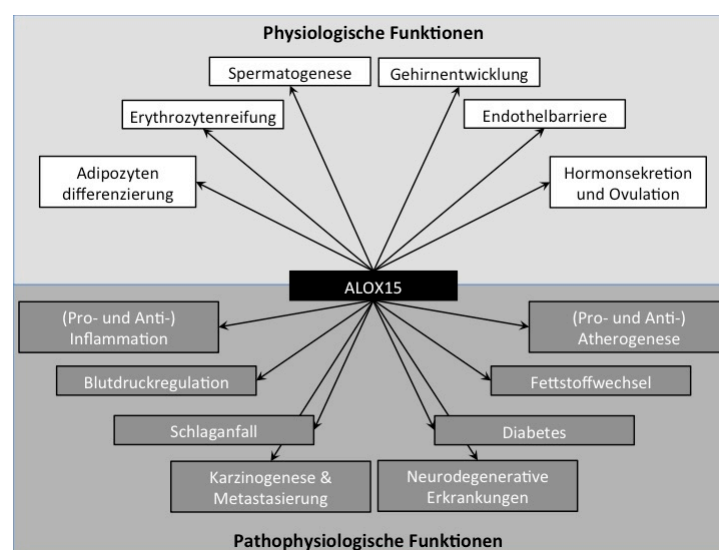 Physiologische Funktionen
Spermatogenese
Gehirnentwicklung
Erythrozytenreifung
Endothelbarriere
Adipozyten
differenzierung
Hormonsekretion
und Ovulation
ALOX15
(Pro- und Anti-)
Inflammation
(Pro- und Anti-)
Atherogenese
Blutdruckregulation
Fettstoffwechsel
Schlaganfall
Diabetes
Karzinogenese &
Metastasierung
Neurodegenerative
Erkrankungen
Pathophysiologische Funktionen